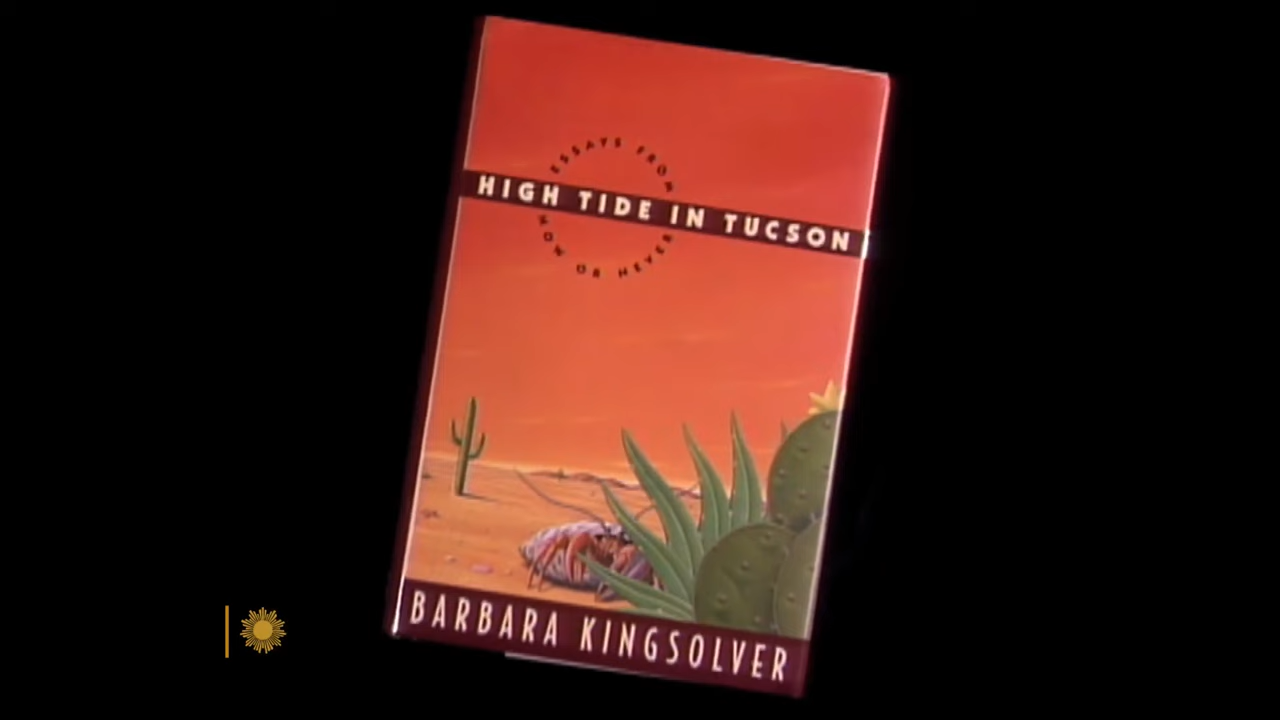 ESSAYS FROM
HIGH TIDE IN TUCSON
NOW OR NEVER
BARBARA KINGSOLVER